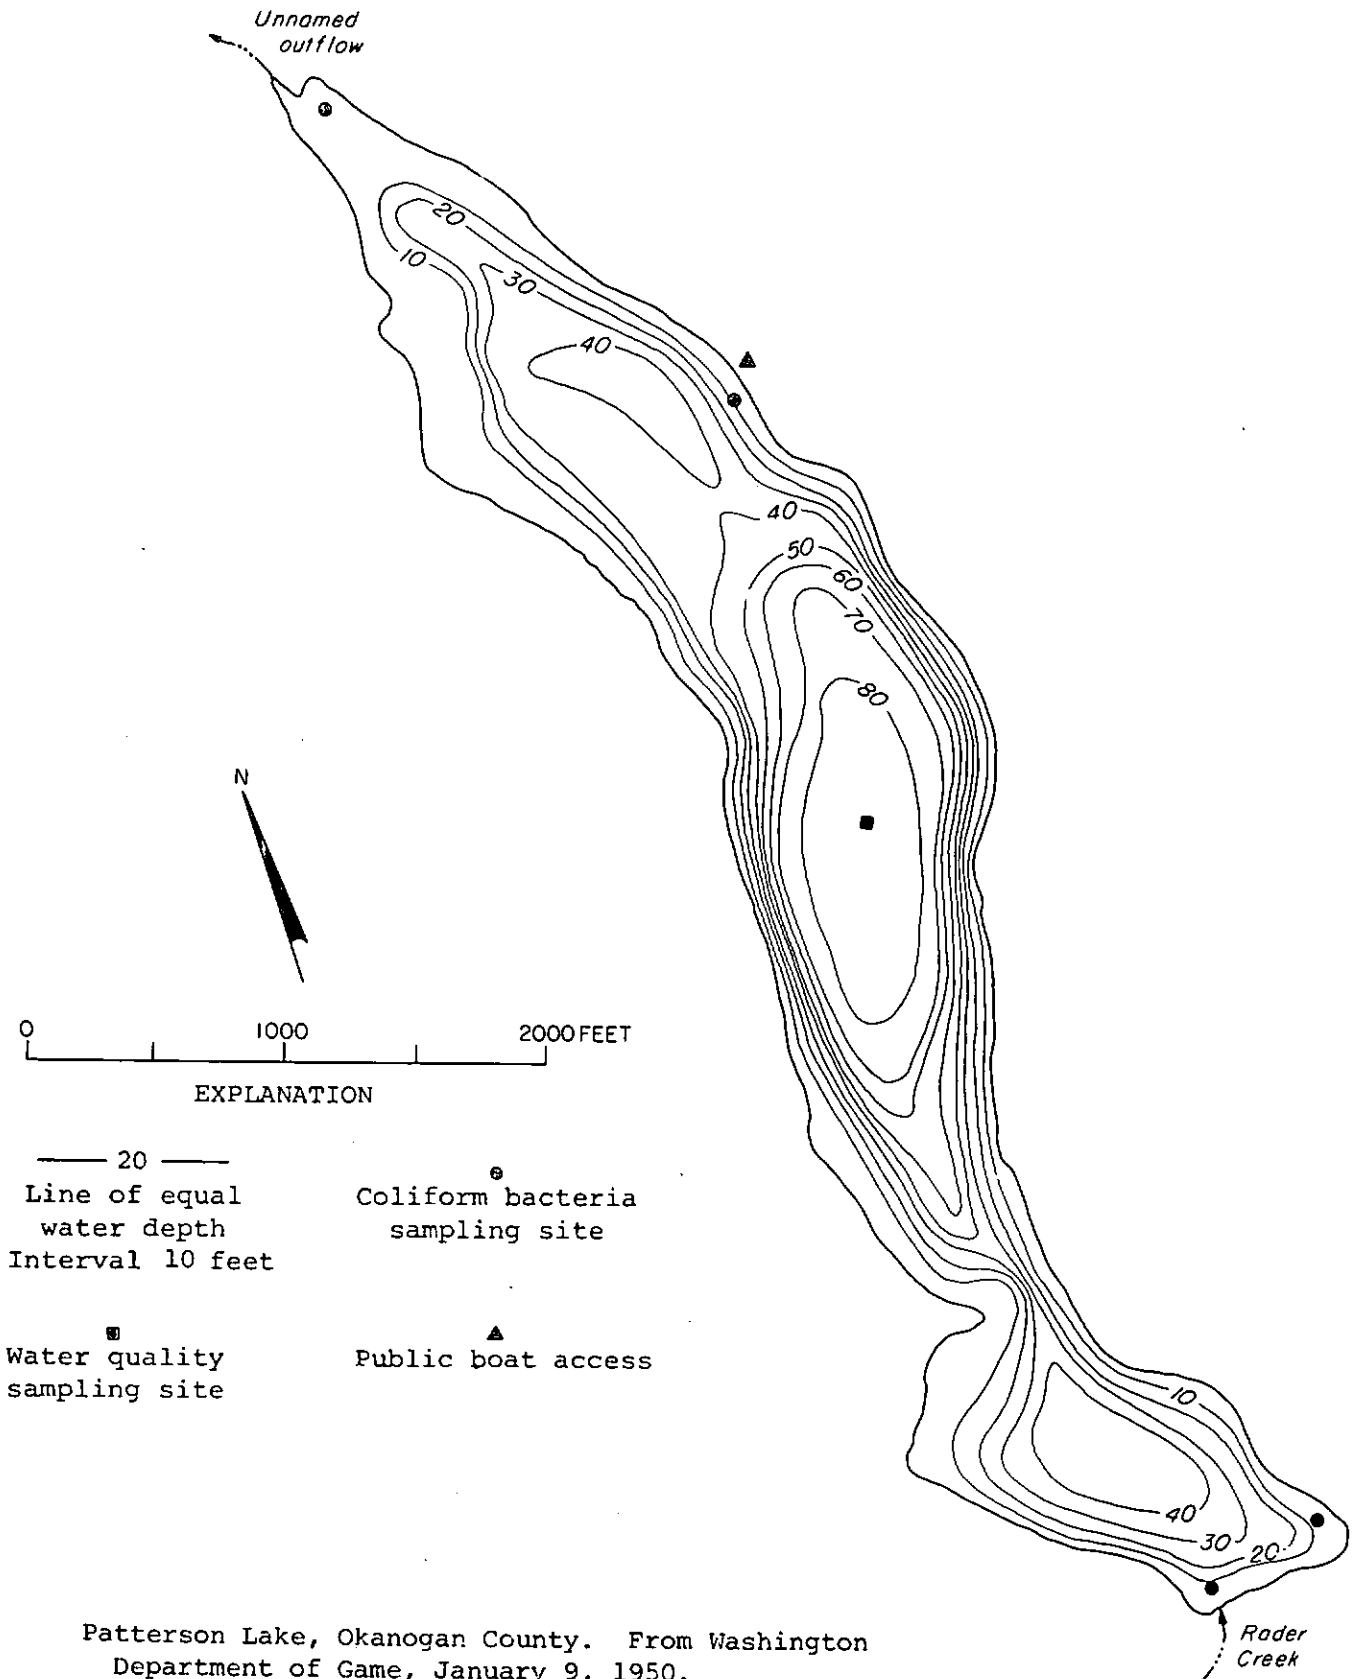 Unnamed
outflow
20
10
30
40
40
50
60
70
80
N
0 1000 2000 FEET
EXPLANATION
20
Line of equal
water depth
Interval 10 feet
Coliform bacteria
sampling site
Water quality
sampling site
Public boat access
10
40
30
20
Rader
Creek
Patterson Lake, Okanogan County. From Washington
Department of Game, January 9, 1950.